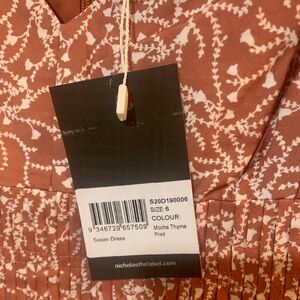 S20D190006
SIZE: 6
COLOUR:
Mocha Thyme
Print
9 346729 657509
Susan Dress
nicholasthelabel.com